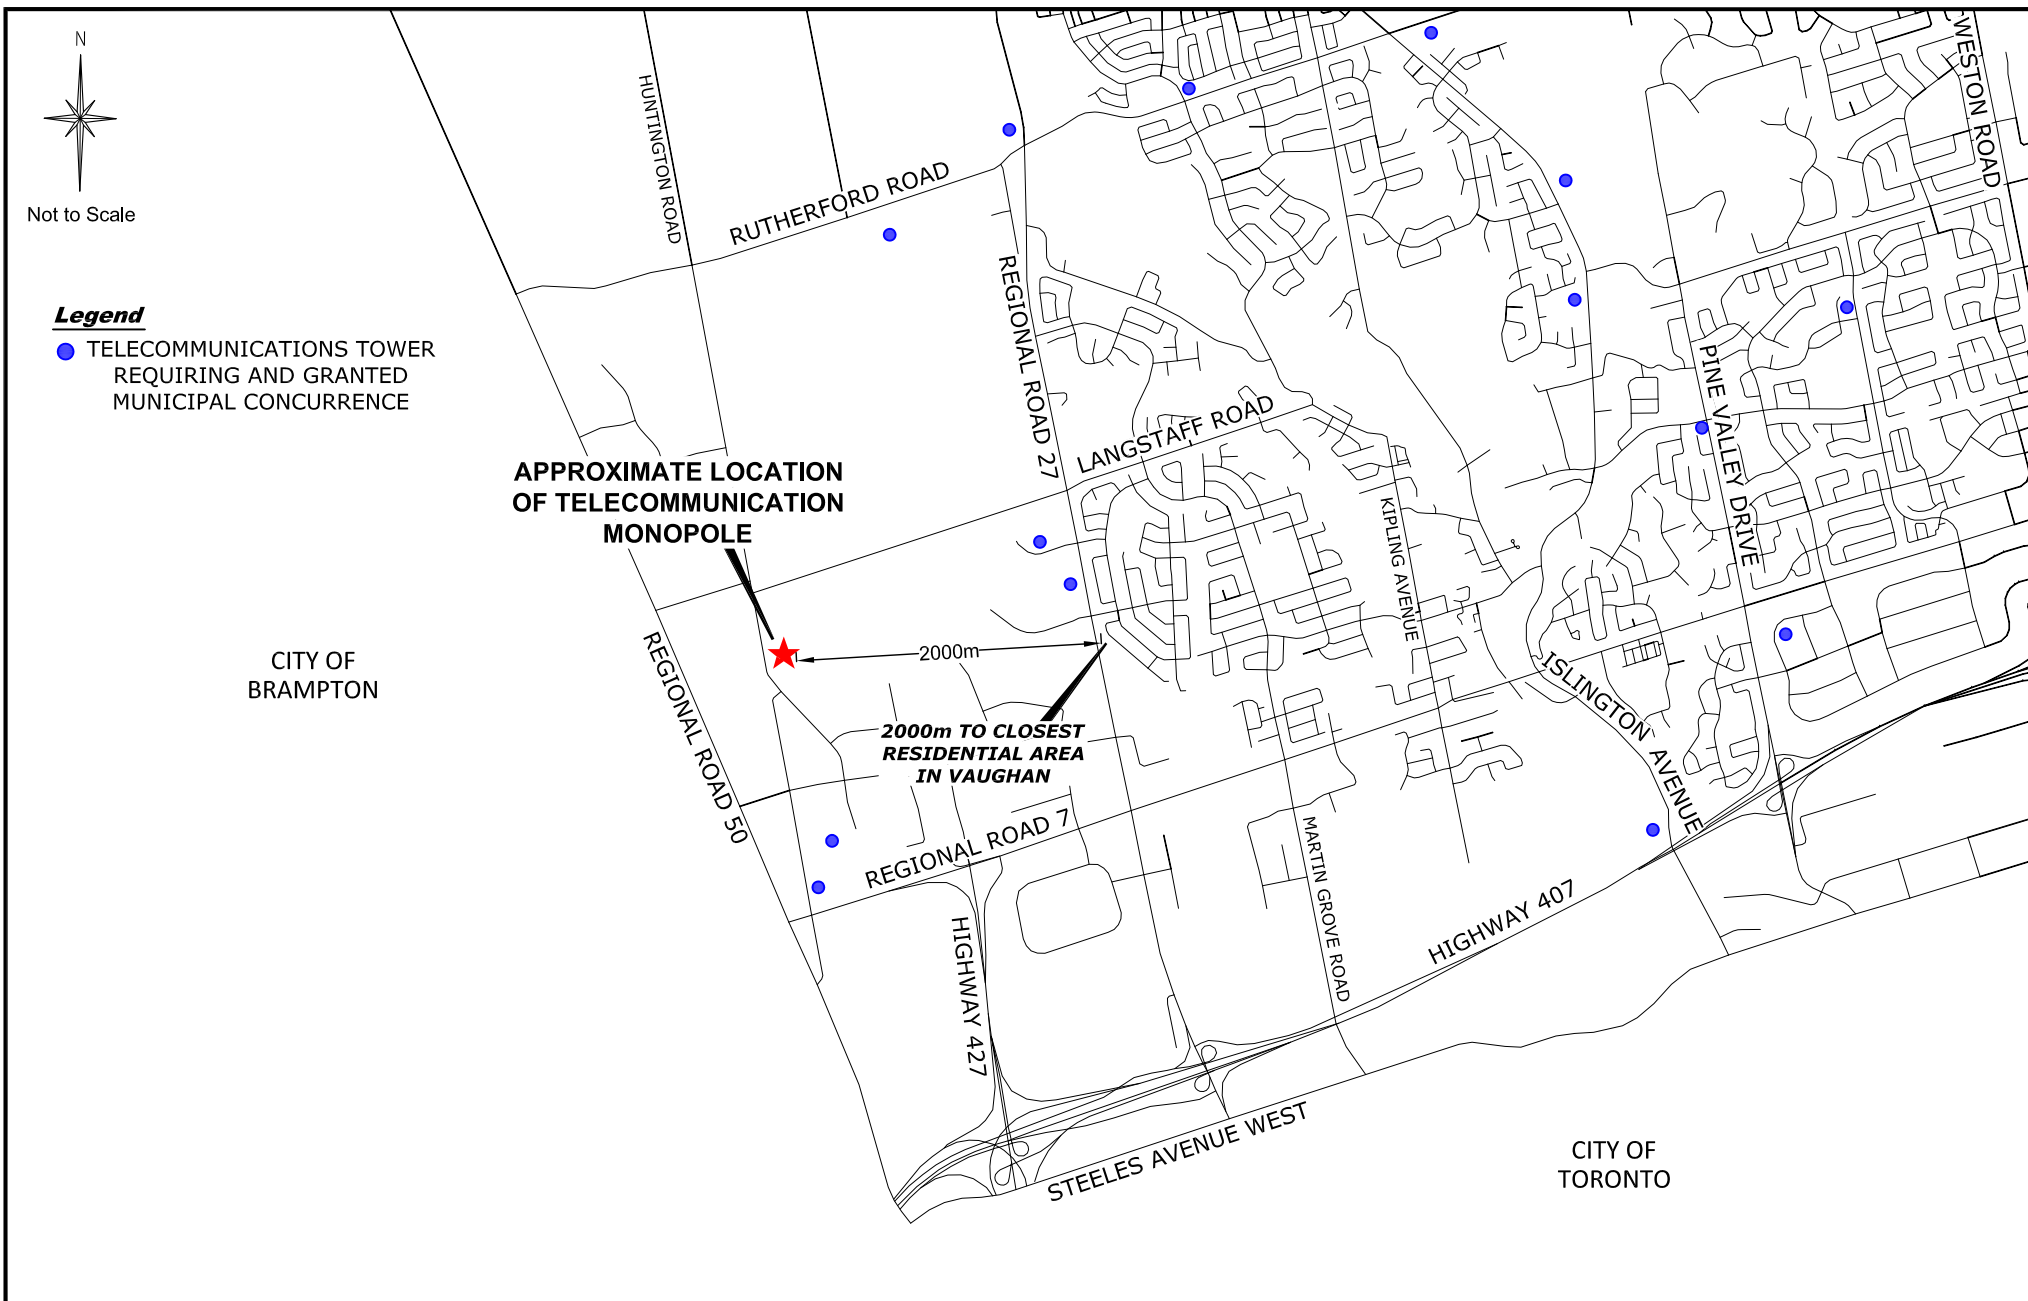 N
Not to Scale
Legend
TELECOMMUNICATIONS TOWER
REQUIRING AND GRANTED
MUNICIPAL CONCURRENCE
HUNTINGTON ROAD
RUTHERFORD ROAD
REGIONAL ROAD 27
WESTON ROAD
PINE VALLEY DRIVE
LANGSTAFF ROAD
KIPLING AVENUE
APPROXIMATE LOCATION
OF TELECOMMUNICATION
MONOPOLE
2000m
2000m TO CLOSEST
RESIDENTIAL AREA
IN VAUGHAN
CITY OF
BRAMPTON
REGIONAL ROAD 50
ISLINGTON AVENUE
REGIONAL ROAD 7
MARTIN GROVE ROAD
HIGHWAY 407
HIGHWAY 427
STEELES AVENUE WEST
CITY OF
TORONTO